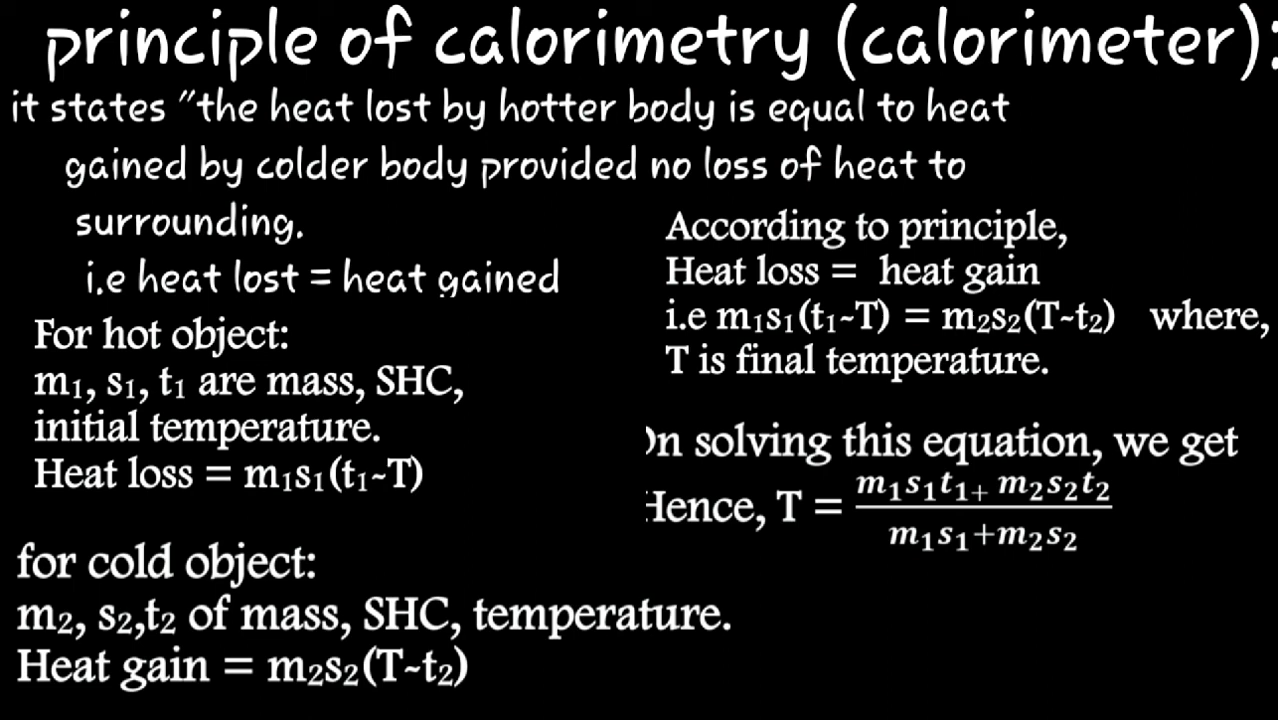 principle of calorimetry (calorimeter):
it states "the heat lost by hotter body is equal to heat
gained by colder body provided no loss of heat to
surrounding.
i.e heat lost = heat gained
For hot object:
m₁, s₁, t₁ are mass, SHC,
initial temperature.
Heat loss = m₁s₁(t₁~T)
for cold object:
m₂, s₂,t₂ of mass, SHC, temperature.
Heat gain = m₂s₂(T~t₂)
According to principle,
Heat loss = heat gain
i.e m₁s₁(t₁~T) = m₂s₂(T~t₂) where,
T is final temperature.
On solving this equation, we get
Hence, T = m₁s₁t₁₊ m₂s₂t₂
m₁s₁+m₂s₂